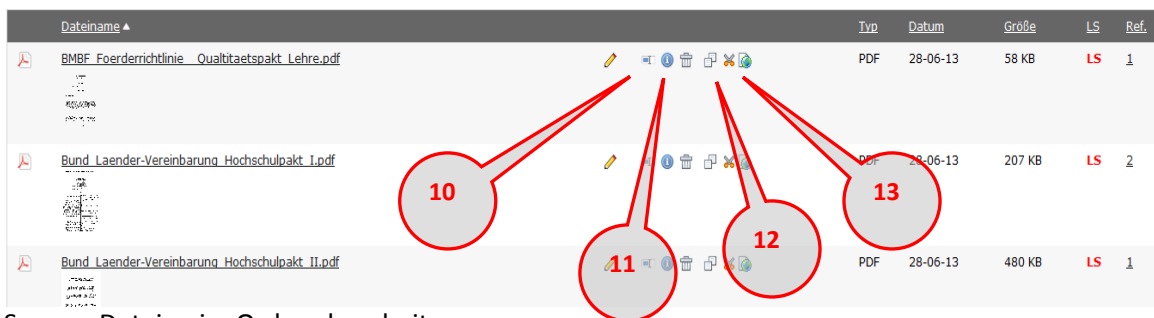 Dateiname Typ Datum Größe LS Ref.
BMBF_Foerderrichtlinie__Qualtitaetspakt_Lehre.pdf PDF 28-06-13 58 KB LS 1
Bund_Laender-Vereinbarung_Hochschulpakt_I.pdf PDF 28-06-13 207 KB LS 2
10
13
12
11
Bund_Laender-Vereinbarung_Hochschulpakt_II.pdf PDF 28-06-13 480 KB LS 1